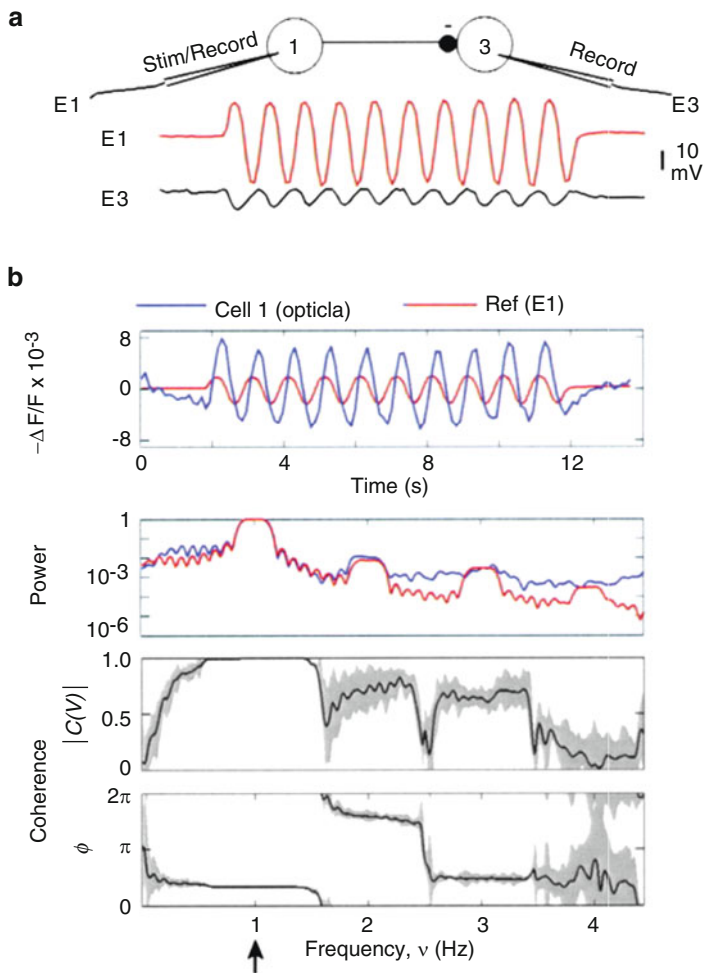 a
Stim/Record
1
-
3
Record
E1
E3
E1
10
mV
E3
b
Cell 1 (opticla)
Ref (E1)
-Δ F/F x 10-3
8
0
-8
0
4
8
12
Time (s)
Power
1
10-3
10-6
Coherence
|C(V)|
1.0
0.5
0
ϕ
2π
π
0
1
2
3
4
Frequency, ν (Hz)